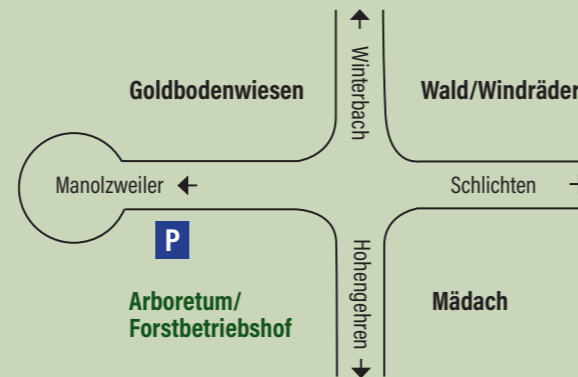 Winterbach
Goldbodenwiesen
Wald/Windräder
Manolzweiler
Schlichten
P
Hohengehren
Arboretum/
Forstbetriebshof
Mädach